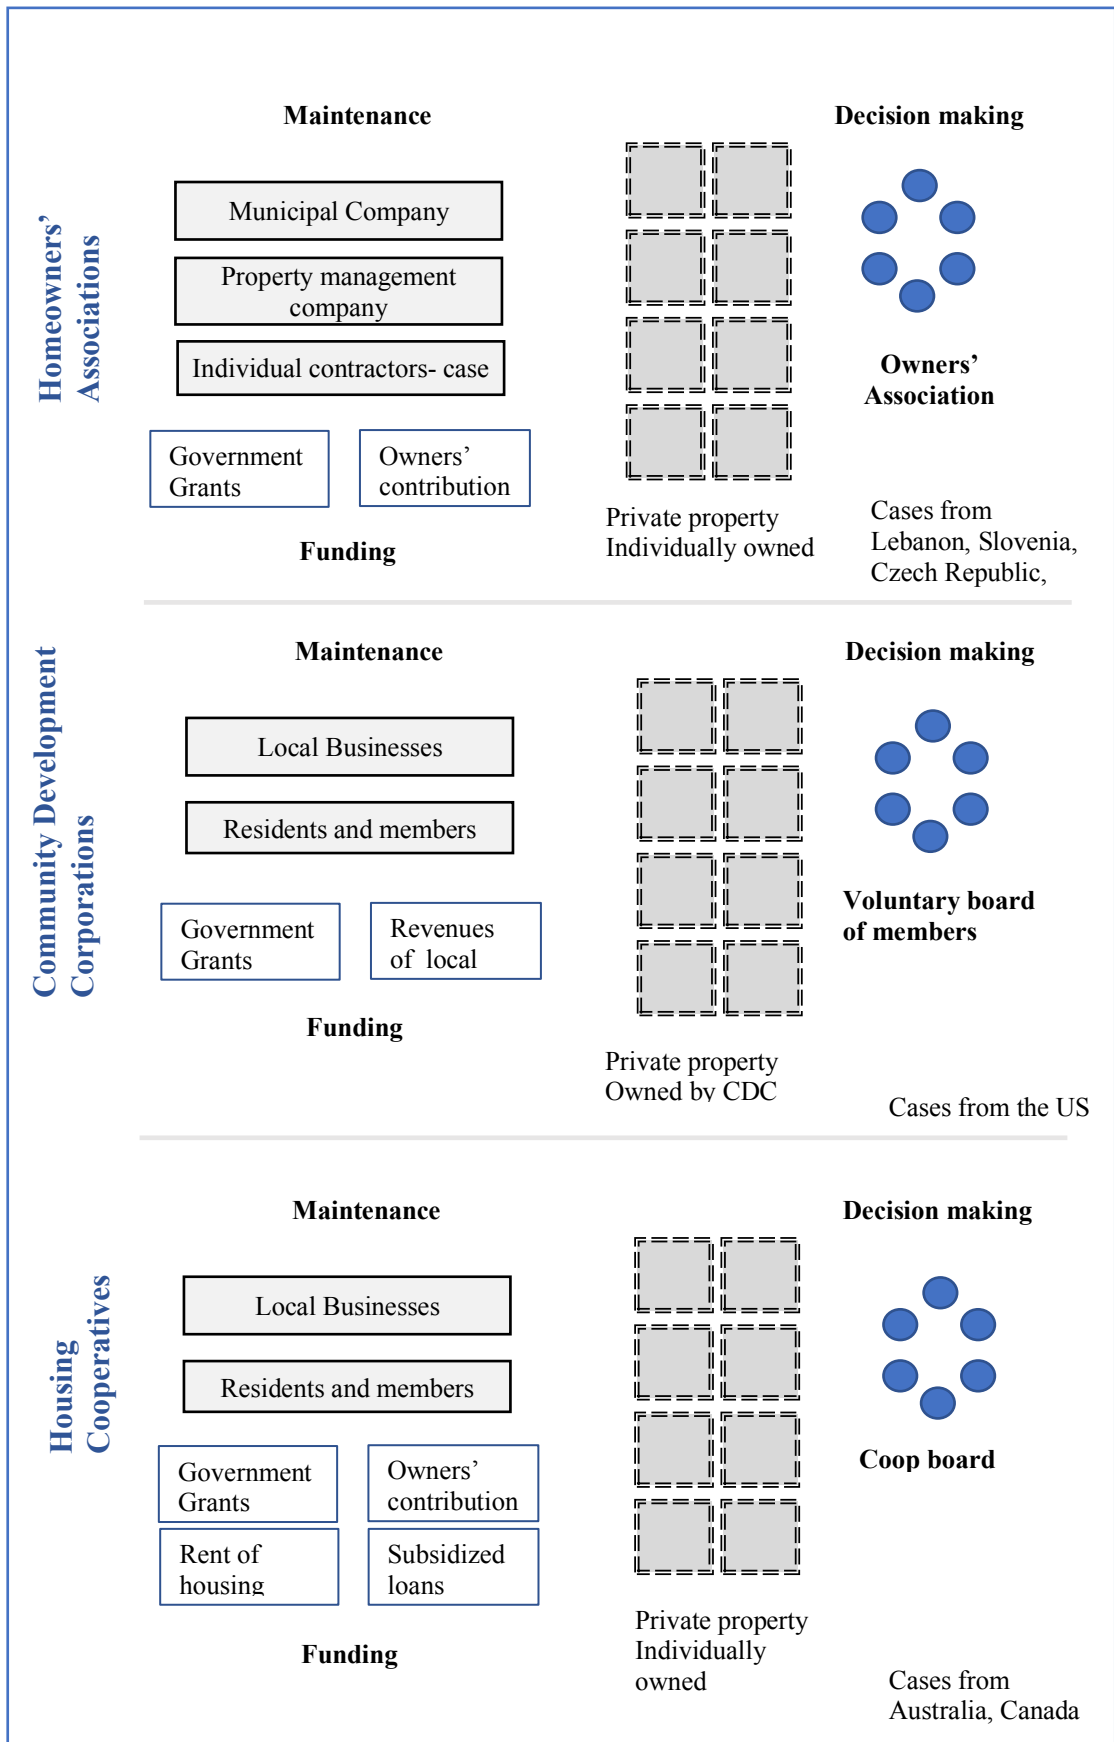 Homeowners’
Associations
Maintenance
Municipal Company
Property management
company
Individual contractors- case
Government
Grants
Owners’
contribution
Funding
Private property
Individually owned
Decision making
Owners’
Association
Cases from
Lebanon, Slovenia,
Czech Republic,
Community Development
Corporations
Maintenance
Local Businesses
Residents and members
Government
Grants
Revenues
of local
Funding
Private property
Owned by CDC
Decision making
Voluntary board
of members
Cases from the US
Housing
Cooperatives
Maintenance
Local Businesses
Residents and members
Government
Grants
Owners’
contribution
Rent of
housing
Subsidized
loans
Funding
Private property
Individually
owned
Decision making
Coop board
Cases from
Australia, Canada